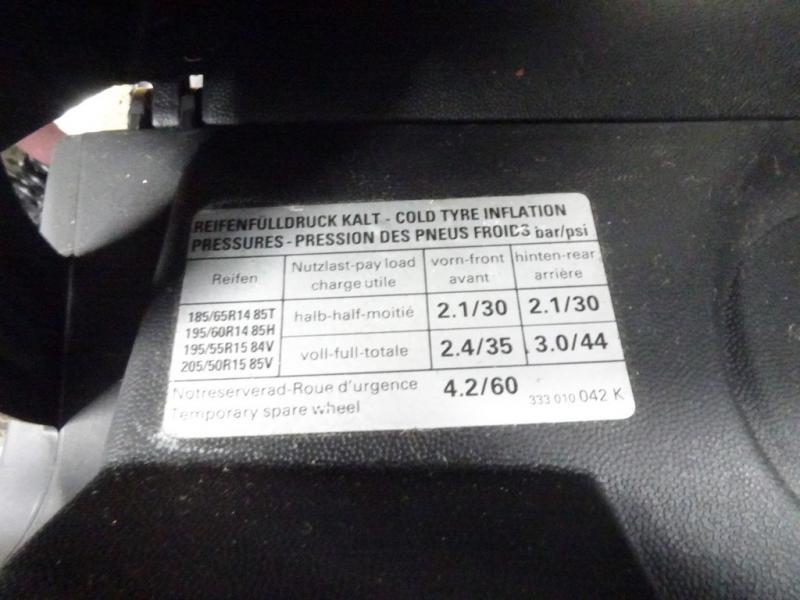 REIFENFÜLLDRUCK KALT - COLD TYRE INFLATION
PRESSURES - PRESSION DES PNEUS FROIDS bar/psi
Reifen
Nutzlast-pay load
charge utile
vorn-front
avant
hinten-rear
arrière
185/65R14 85T
195/60R14 85H
195/55R15 84V
205/50R15 85V
halb-half-moitié
2.1/30
2.1/30
voll-full-totale
2.4/35
3.0/44
Notreserverad-Roue d'urgence
Temporary spare wheel
4.2/60
333 010 042 K